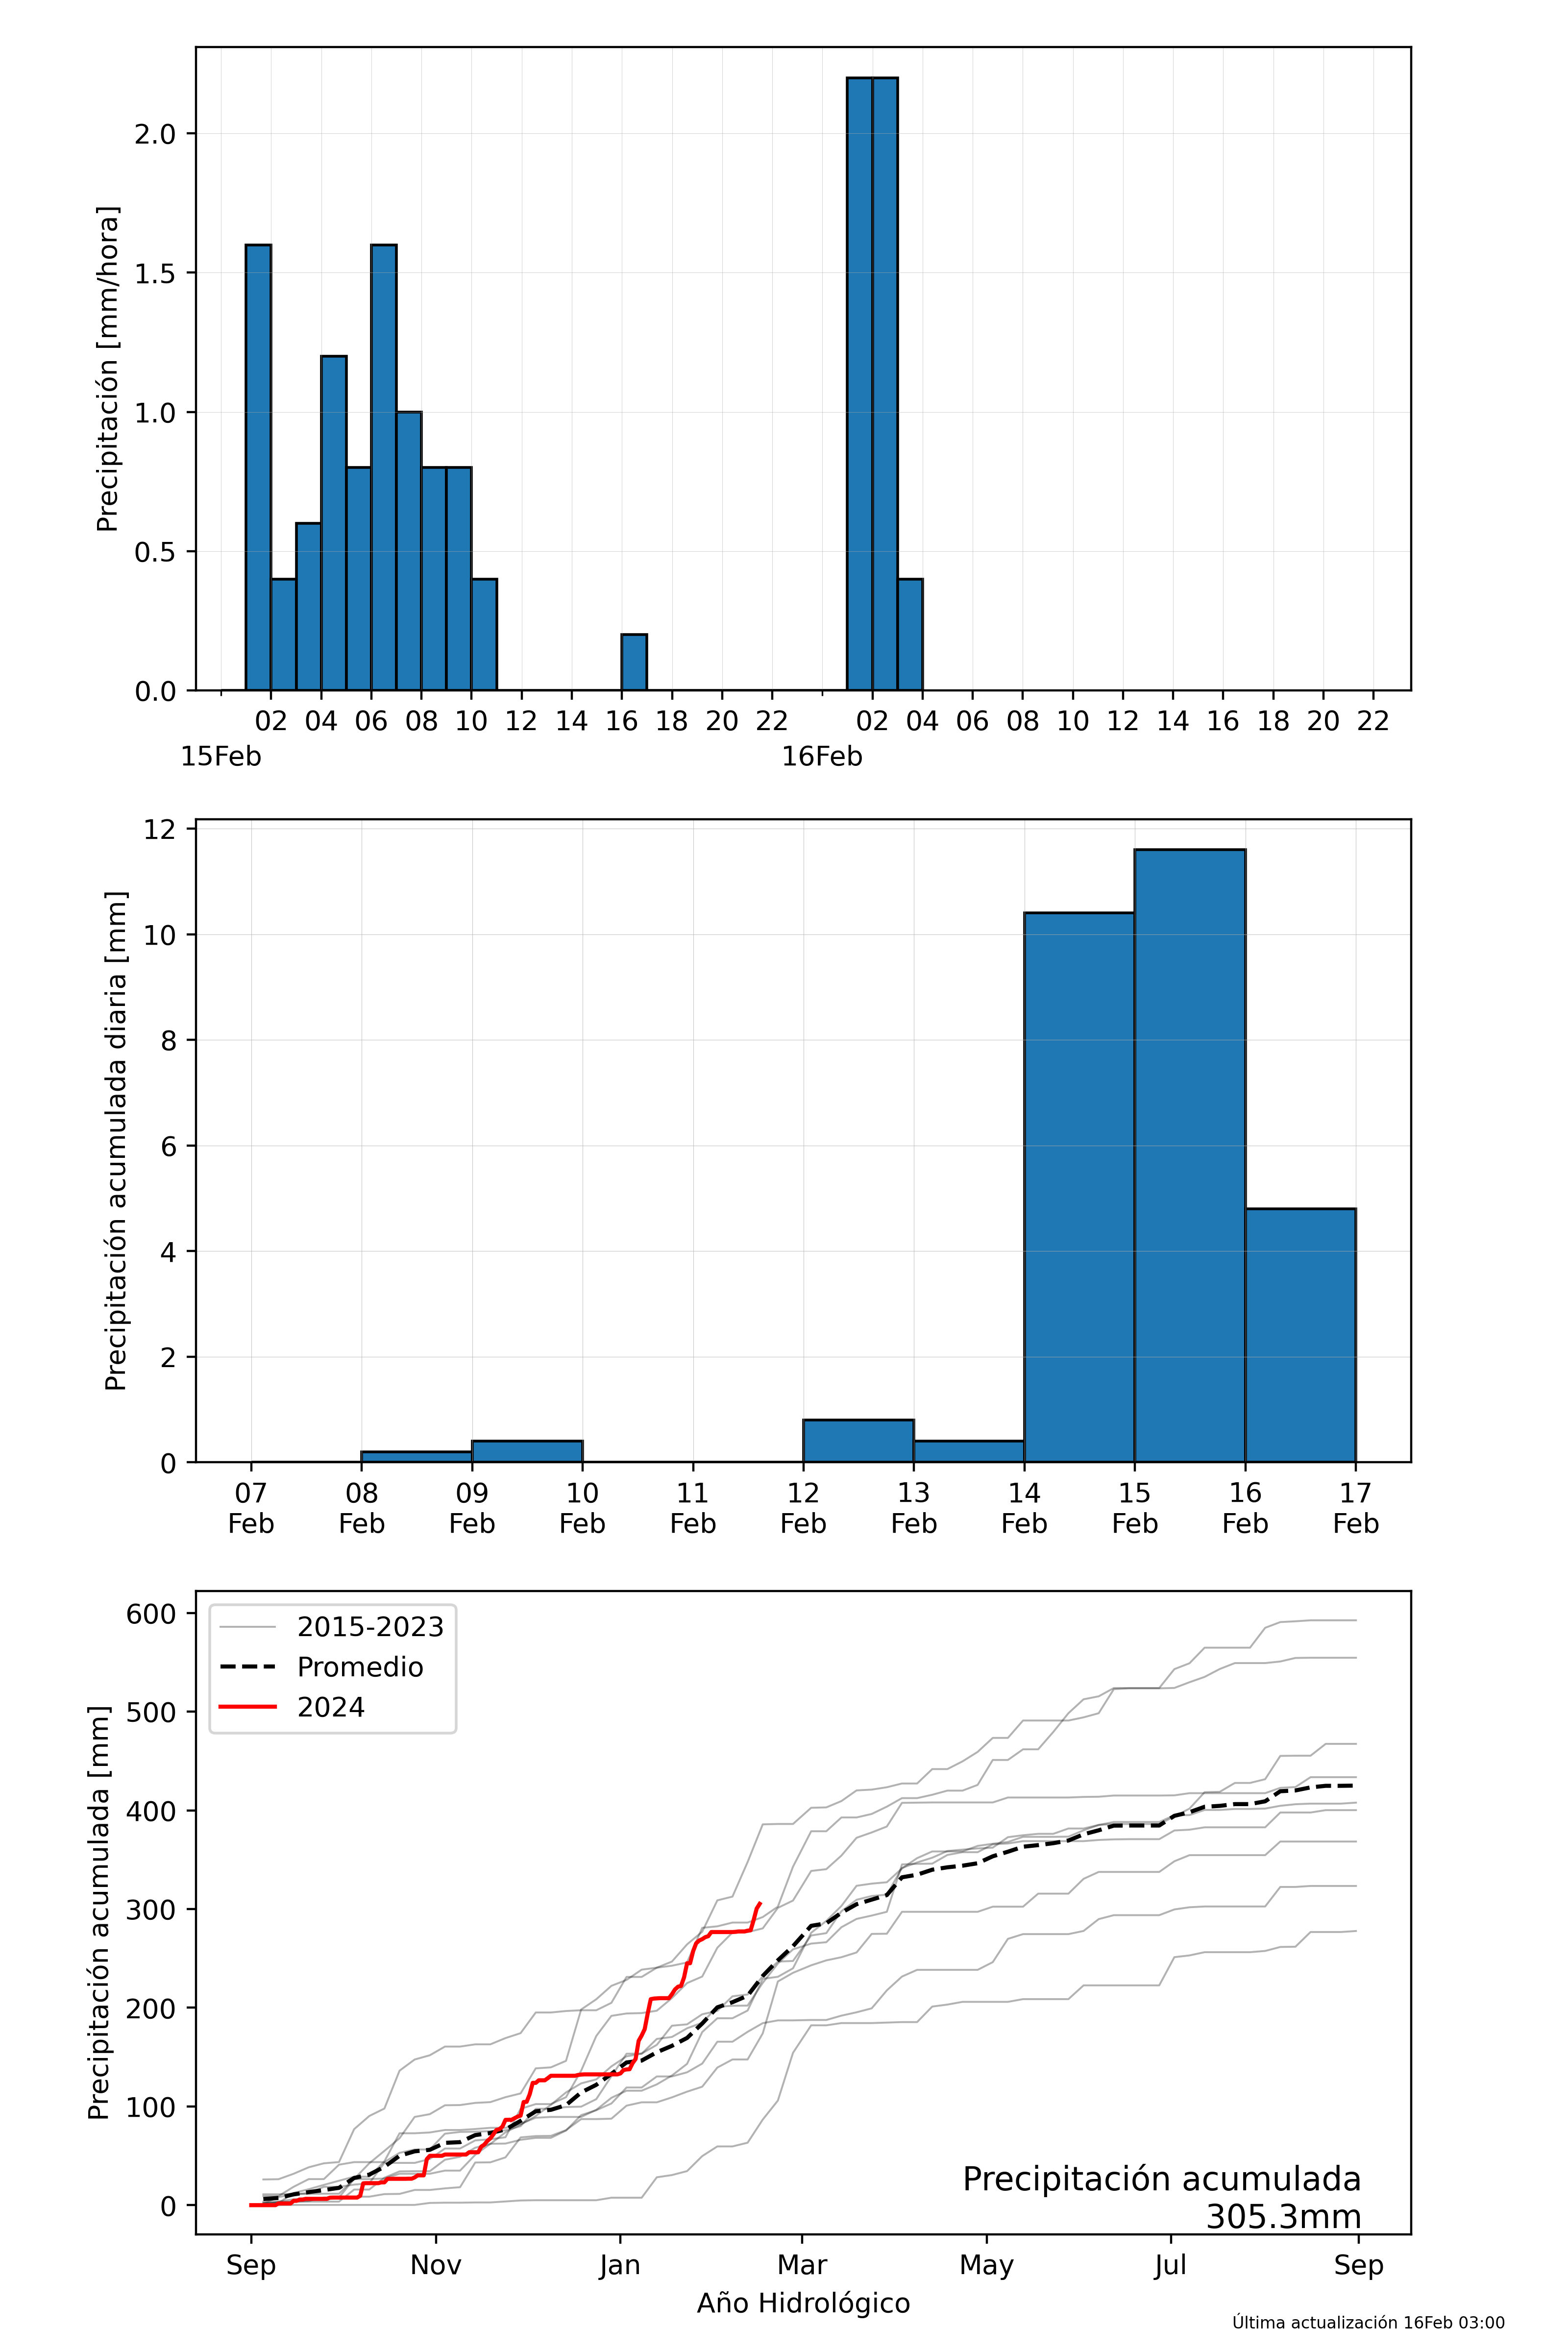 Precipitación [mm/hora]
2.0
1.5
1.0
0.5
0.0
02 04 06 08 10 12 14 16 18 20 22 02 04 06 08 10 12 14 16 18 20 22
15Feb 16Feb
Precipitación acumulada diaria [mm]
12
10
8
6
4
2
0
07 08 09 10 11 12 13 14 15 16 17
Feb Feb Feb Feb Feb Feb Feb Feb Feb Feb Feb
Precipitación acumulada [mm]
600
500
400
300
200
100
0
2015-2023
Promedio
2024
Precipitación acumulada
305.3mm
Sep Nov Jan Mar May Jul Sep
Año Hidrológico
Última actualización 16Feb 03:00